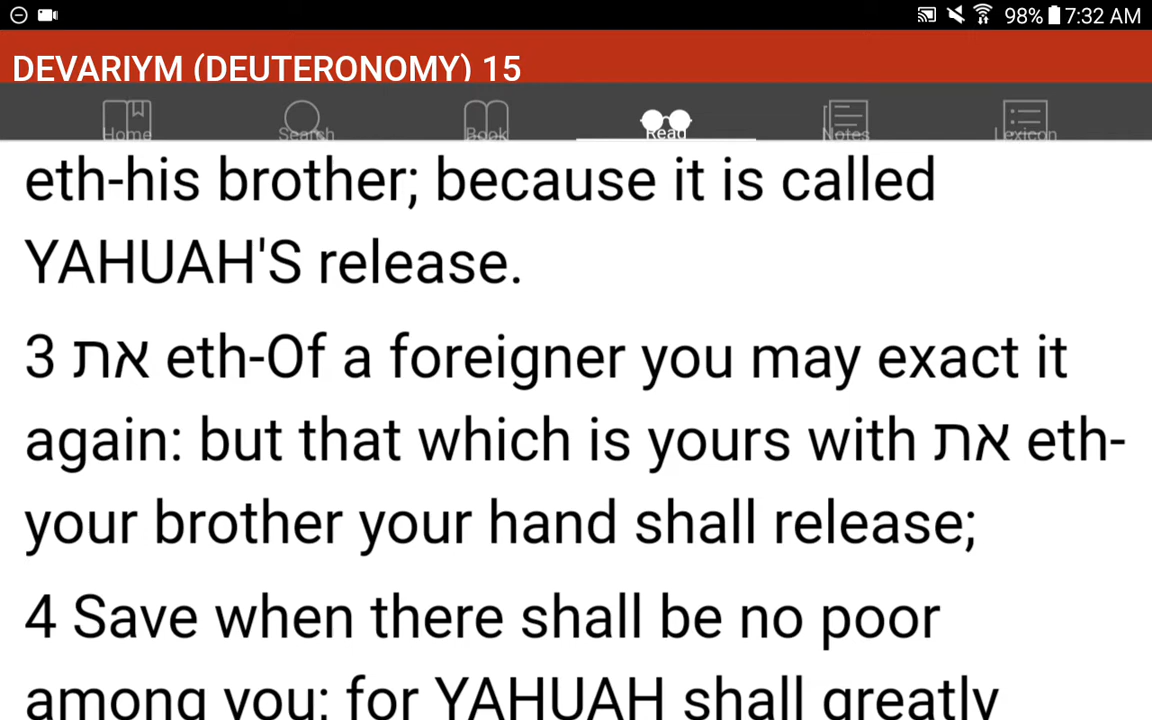 98% 7:32 AM
DEVARIYM (DEUTERONOMY) 15
Home Search Book Read Notes Lexicon
eth-his brother; because it is called
YAHUAH'S release.
3 את eth-Of a foreigner you may exact it
again: but that which is yours with את eth-
your brother your hand shall release;
4 Save when there shall be no poor
among you; for YAHUAH shall greatly